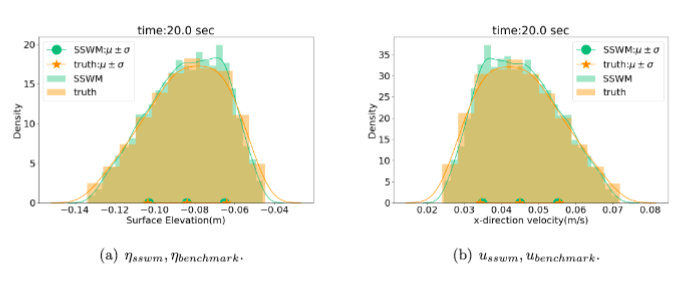 time:20.0 sec
SSWM:μ ± σ
truth:μ ± σ
SSWM
truth
Density
20
15
10
5
0
−0.14 −0.12 −0.10 −0.08 −0.06 −0.04
Surface Elevation(m)
(a) η_sswm, η_benchmark.
time:20.0 sec
SSWM:μ ± σ
truth:μ ± σ
SSWM
truth
Density
35
30
25
20
15
10
5
0
0.02 0.03 0.04 0.05 0.06 0.07 0.08
x-direction velocity(m/s)
(b) u_sswm, u_benchmark.